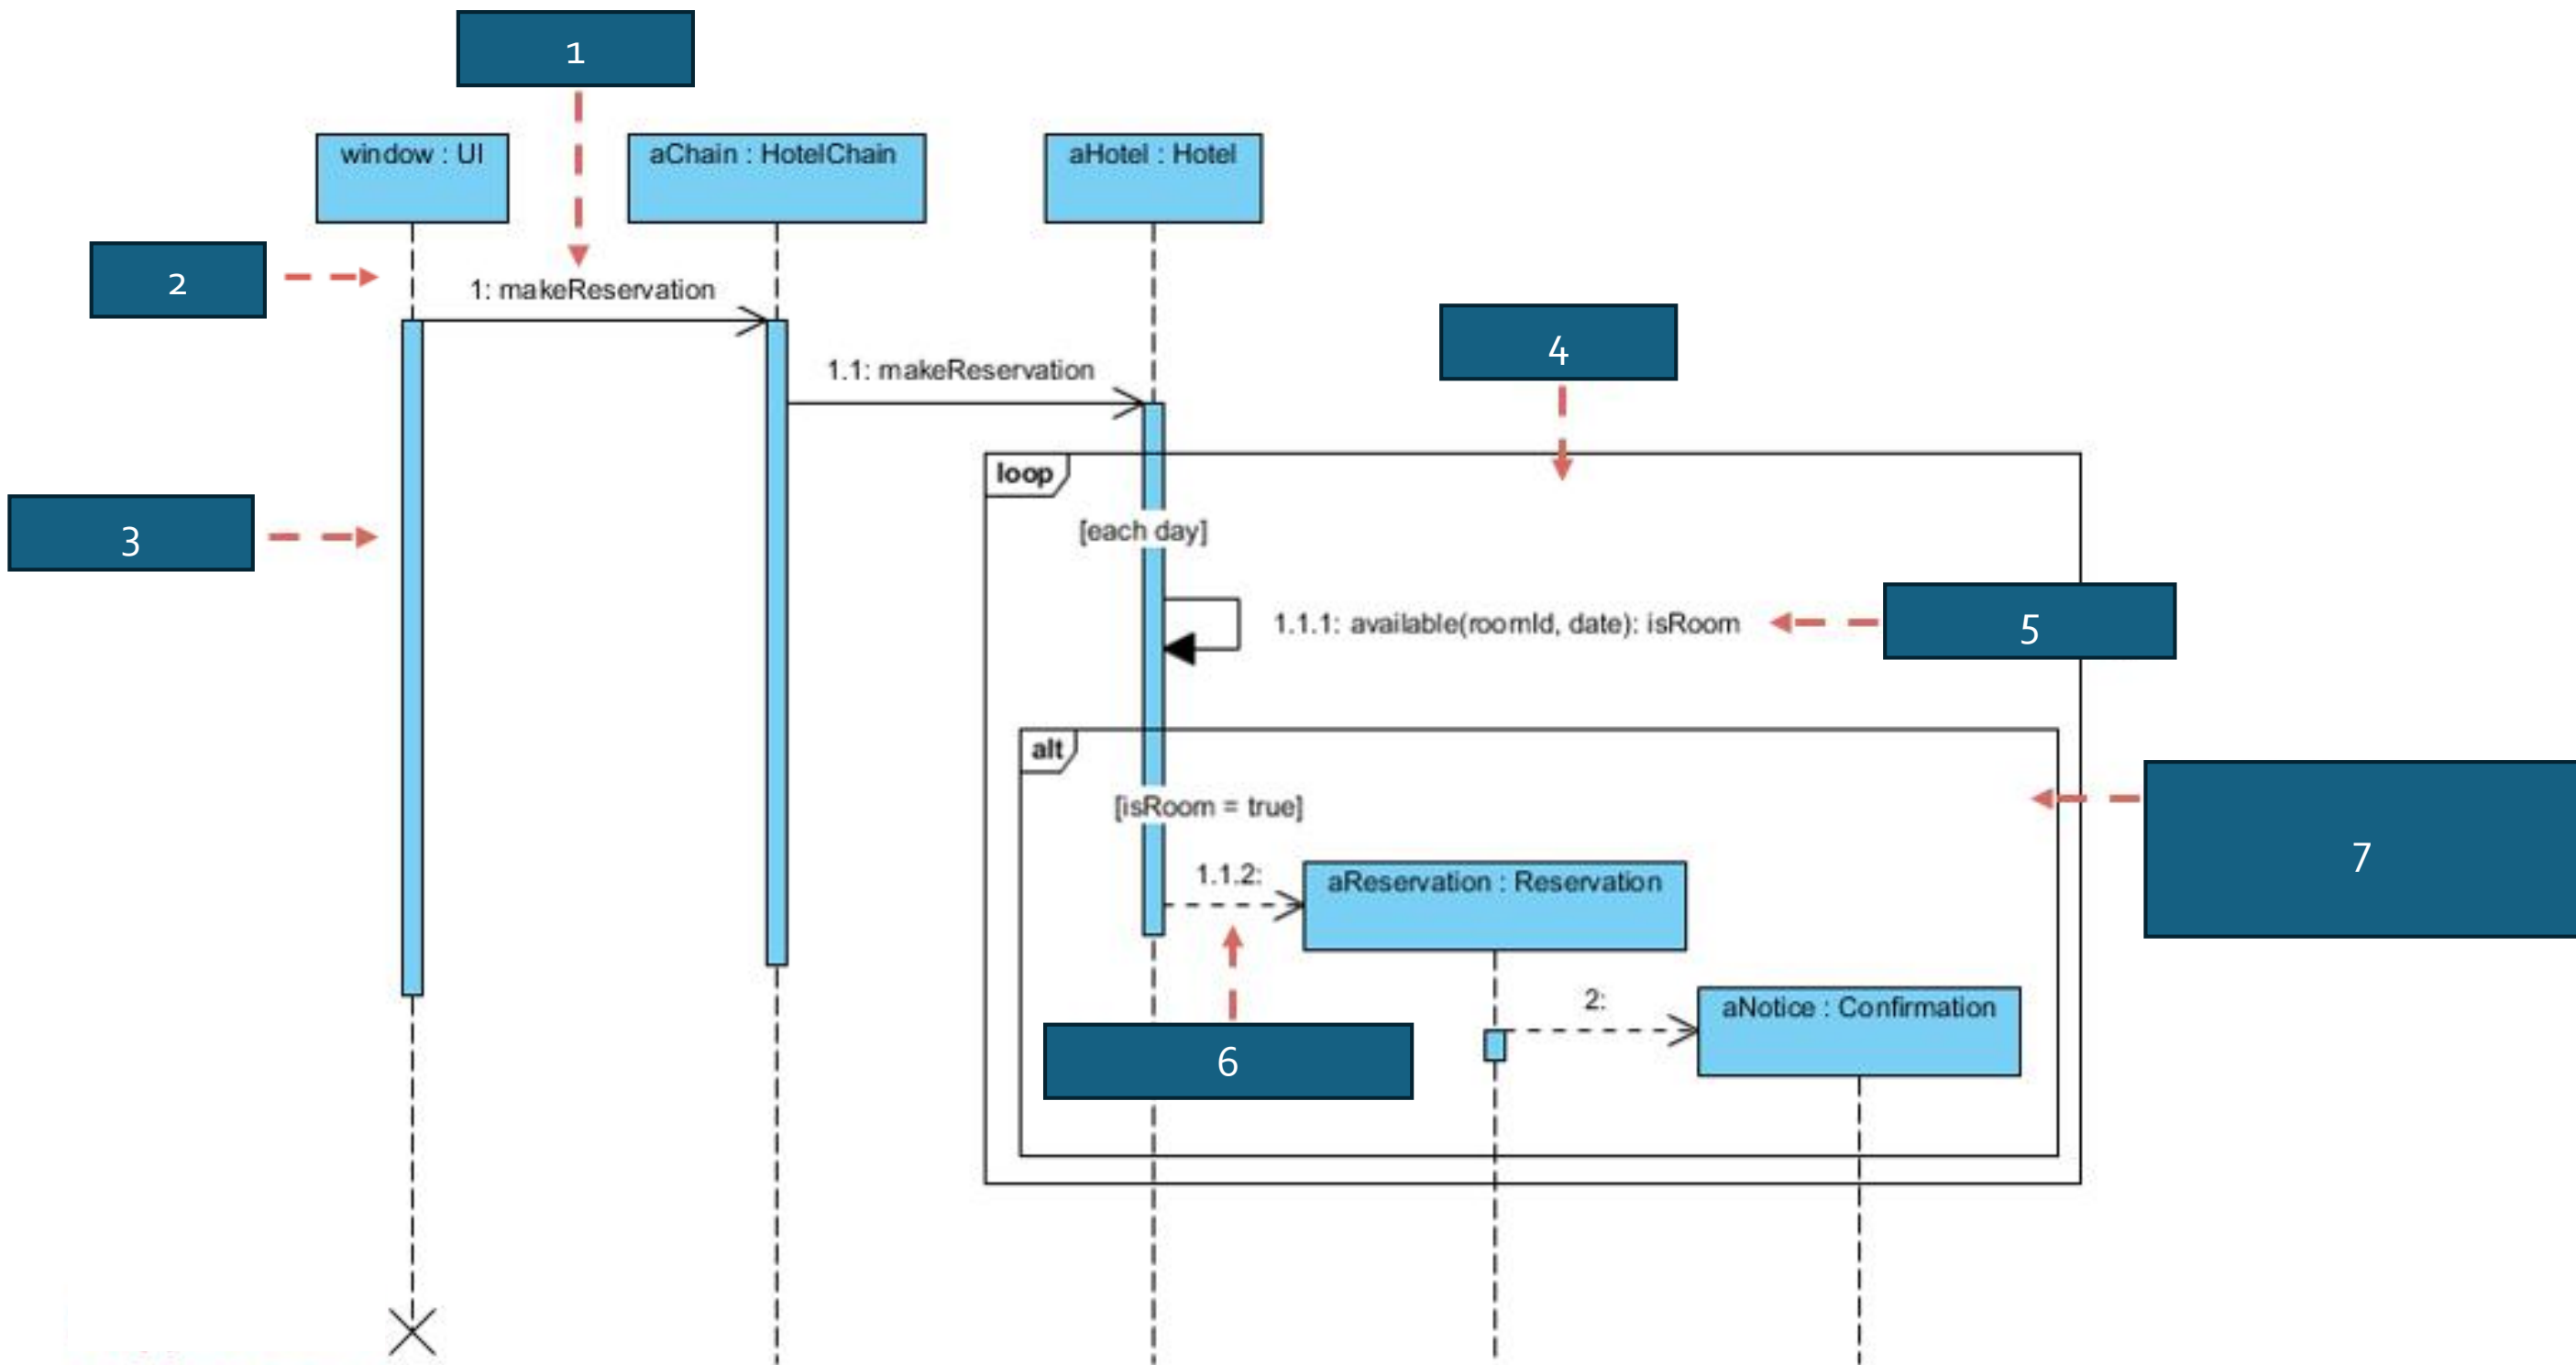 1
window : UI
aChain : HotelChain
aHotel : Hotel
2
1: makeReservation
4
1.1: makeReservation
loop
3
[each day]
1.1.1: available(roomId, date): isRoom
5
alt
[isRoom = true]
7
1.1.2:
aReservation : Reservation
2:
aNotice : Confirmation
6